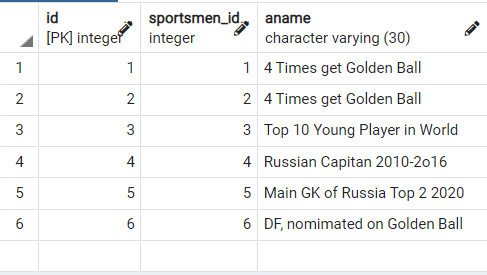 id sportsmen_id aname
[PK] integer integer character varying (30)
1 1 1 4 Times get Golden Ball
2 2 2 4 Times get Golden Ball
3 3 3 Top 10 Young Player in World
4 4 4 Russian Capitan 2010-2o16
5 5 5 Main GK of Russia Top 2 2020
6 6 6 DF, nomimated on Golden Ball